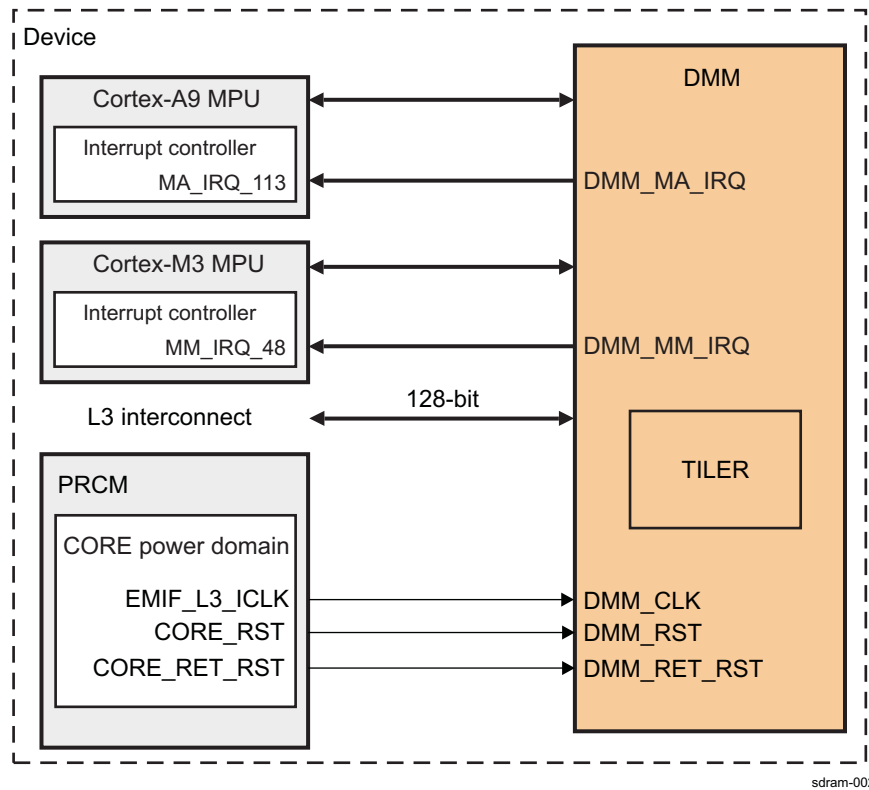 Device
Cortex-A9 MPU
Interrupt controller
MA_IRQ_113
Cortex-M3 MPU
Interrupt controller
MM_IRQ_48
L3 interconnect
128-bit
PRCM
CORE power domain
EMIF_L3_ICLK
CORE_RST
CORE_RET_RST
DMM
DMM_MA_IRQ
DMM_MM_IRQ
TILER
DMM_CLK
DMM_RST
DMM_RET_RST